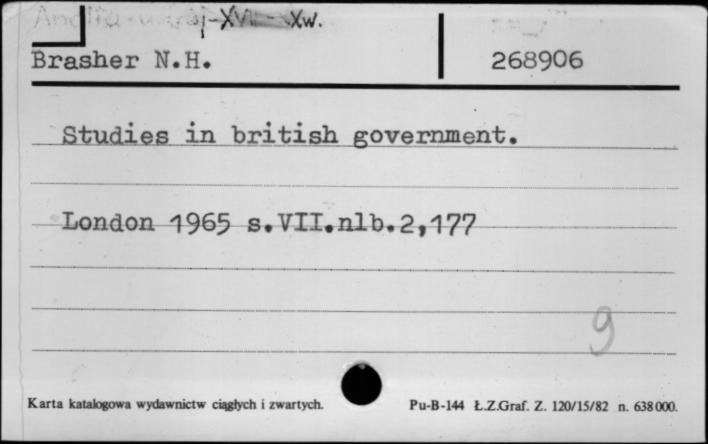 Anglia
Brasher N.H. 268906
Studies in british government.
London 1965 s.VII.nlb.2,177
9
Karta katalogowa wydawnictw ciągłych i zwartych. Pu-B-144 Ł.Z.Graf. Z. 120/15/82 n. 638000.